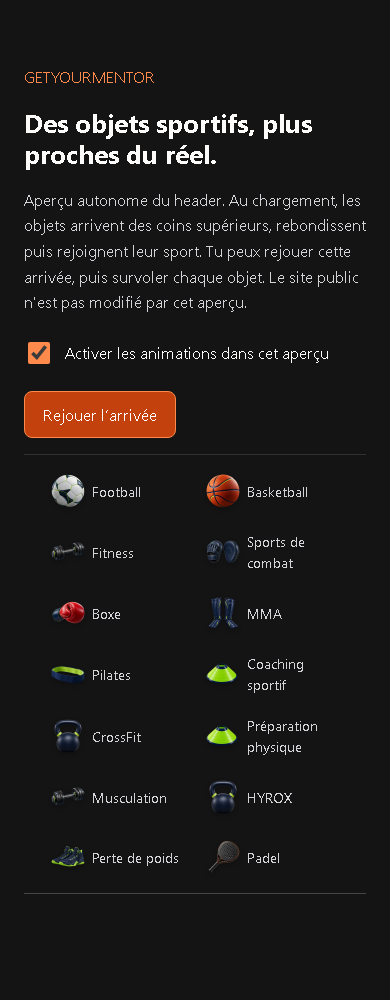 GETYOURMENTOR
Des objets sportifs, plus
proches du réel.
Aperçu autonome du header. Au chargement, les
objets arrivent des coins supérieurs, rebondissent
puis rejoignent leur sport. Tu peux rejouer cette
arrivée, puis survoler chaque objet. Le site public
n'est pas modifié par cet aperçu.
Activer les animations dans cet aperçu
Rejouer l'arrivée
Football
Basketball
Fitness
Sports de
combat
Boxe
MMA
Pilates
Coaching
sportif
CrossFit
Préparation
physique
Musculation
HYROX
Perte de poids
Padel